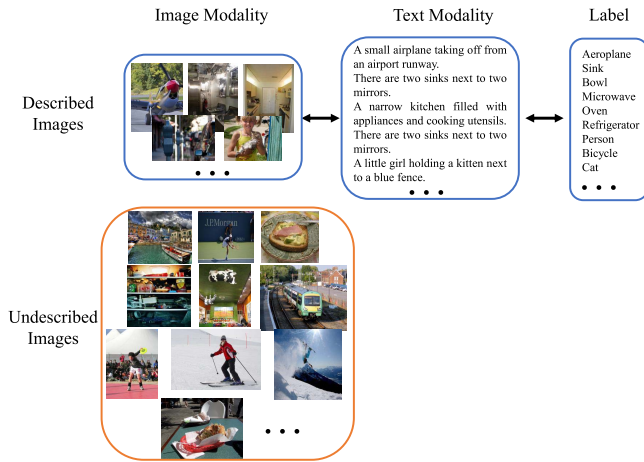 Image Modality
Text Modality
Label
Described
Images
A small airplane taking off from
an airport runway.
There are two sinks next to two
mirrors.
A narrow kitchen filled with
appliances and cooking utensils.
There are two sinks next to two
mirrors.
A little girl holding a kitten next
to a blue fence.
• • •
Aeroplane
Sink
Bowl
Microwave
Oven
Refrigerator
Person
Bicycle
Cat
• • •
• • •
Undescribed
Images
J.P.Morgan
• • •